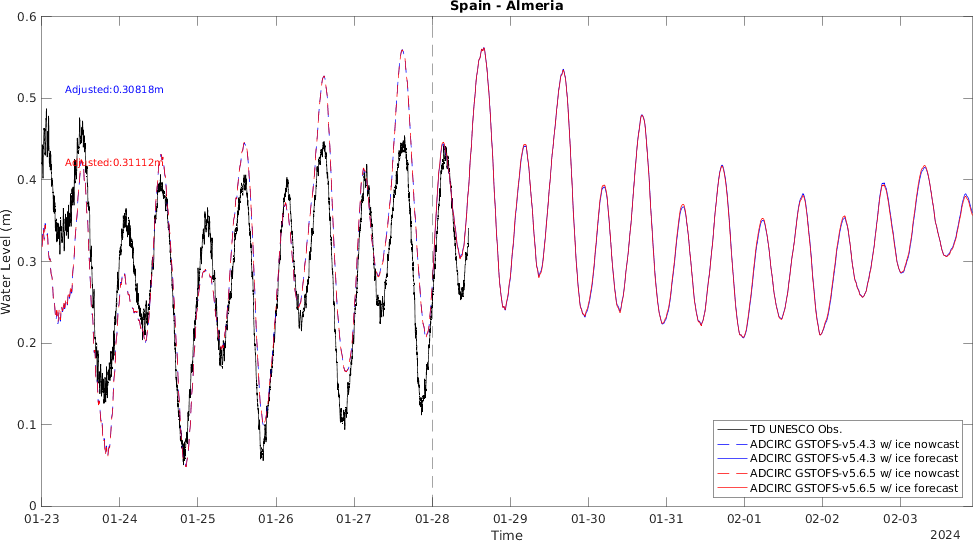 Spain - Almeria
0.6
0.5
0.4
0.3
0.2
0.1
0
Water Level (m)
Adjusted:0.30818m
Adjusted:0.31112m
TD UNESCO Obs.
ADCIRC GSTOFS-v5.4.3 w/ ice nowcast
ADCIRC GSTOFS-v5.4.3 w/ ice forecast
ADCIRC GSTOFS-v5.6.5 w/ ice nowcast
ADCIRC GSTOFS-v5.6.5 w/ ice forecast
01-23 01-24 01-25 01-26 01-27 01-28 01-29 01-30 01-31 02-01 02-02 02-03
Time
2024